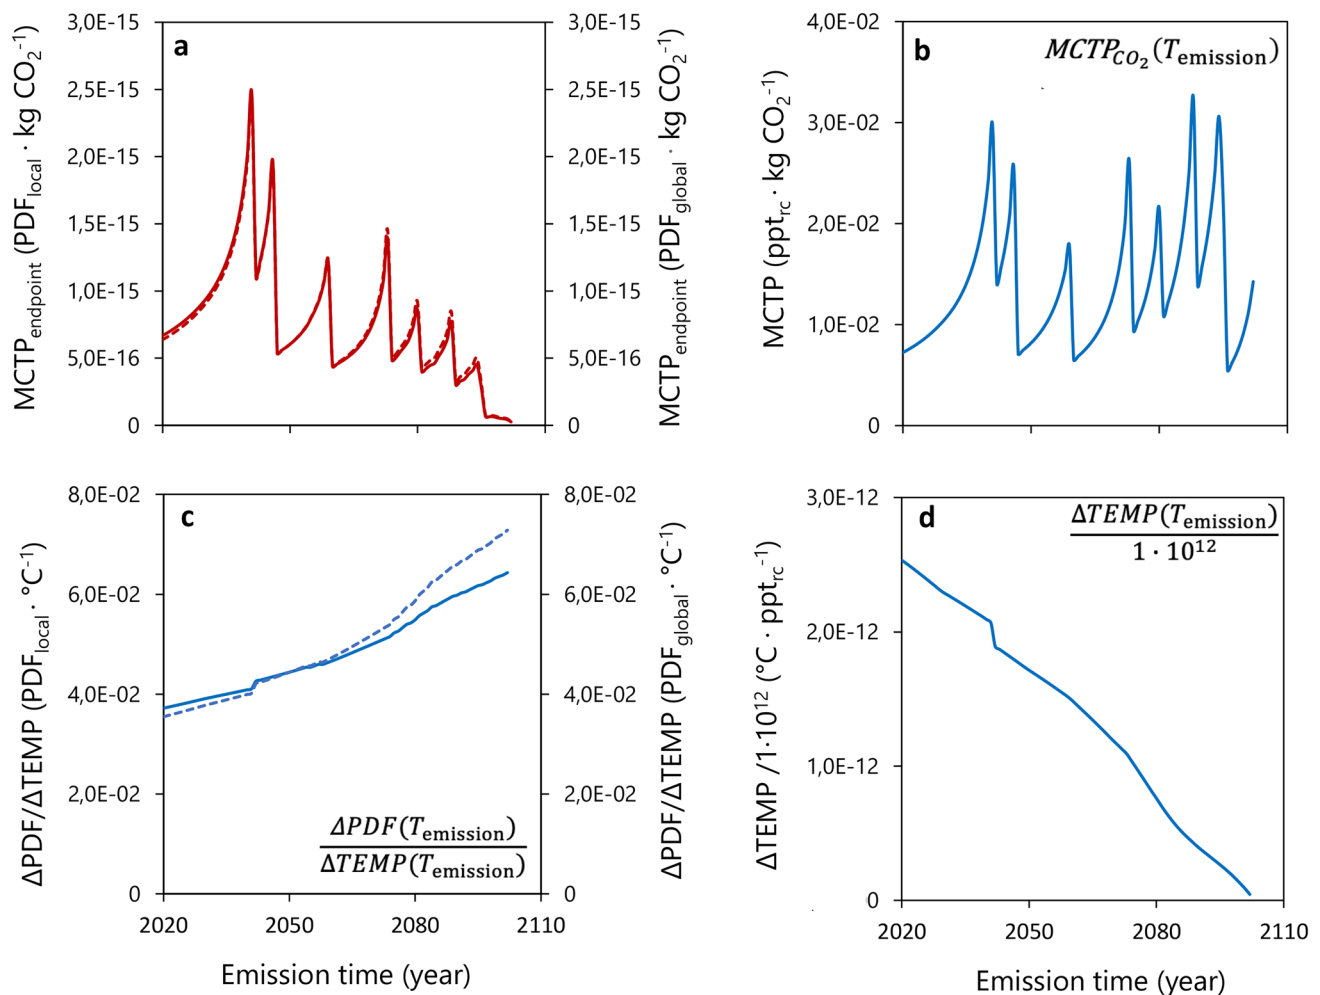 a
3,0E-15
2,5E-15
2,0E-15
1,5E-15
1,0E-15
5,0E-16
0
MCTPendpoint (PDFlocal · kg CO2-1)
3,0E-15
2,5E-15
2,0E-15
1,5E-15
1,0E-15
5,0E-16
0
MCTPendpoint (PDFglobal · kg CO2-1)
b
MCTPCO2(Temission)
4,0E-02
3,0E-02
2,0E-02
1,0E-02
0
MCTP (pptrc · kg CO2-1)
2020
2050
2080
2110
c
8,0E-02
6,0E-02
4,0E-02
2,0E-02
0
ΔPDF/ΔTEMP (PDFlocal · °C-1)
8,0E-02
6,0E-02
4,0E-02
2,0E-02
0
ΔPDF/ΔTEMP (PDFglobal · °C-1)
ΔPDF(Temission)
ΔTEMP(Temission)
2020
2050
2080
2110
Emission time (year)
d
ΔTEMP(Temission)
1 · 1012
3,0E-12
2,0E-12
1,0E-12
0
ΔTEMP /1·1012 (°C · pptrc-1)
2020
2050
2080
2110
Emission time (year)